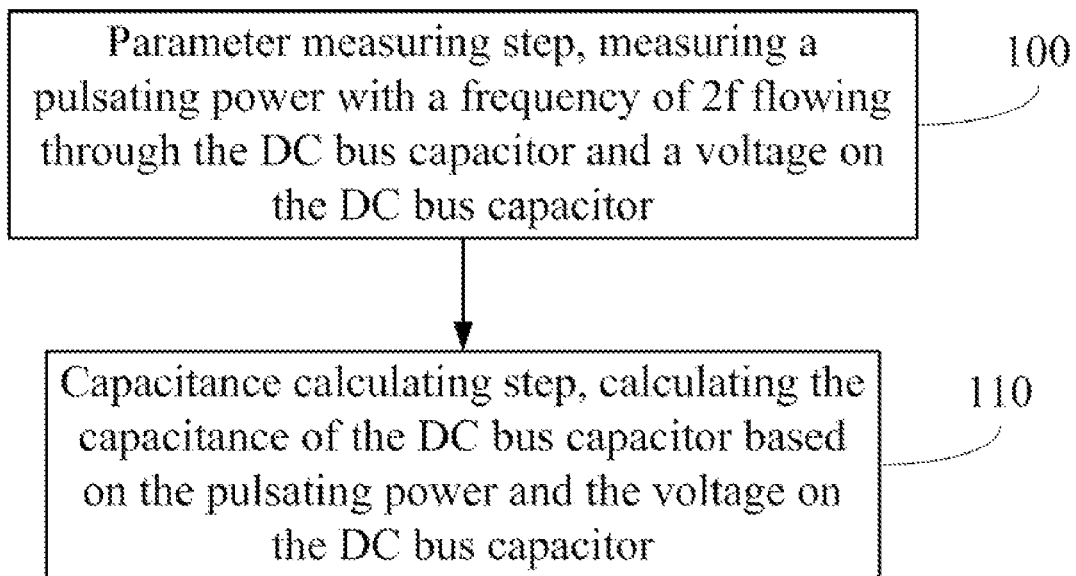 Parameter measuring step, measuring a
pulsating power with a frequency of 2f flowing
through the DC bus capacitor and a voltage on
the DC bus capacitor
100
Capacitance calculating step, calculating the
capacitance of the DC bus capacitor based
on the pulsating power and the voltage on
the DC bus capacitor
110